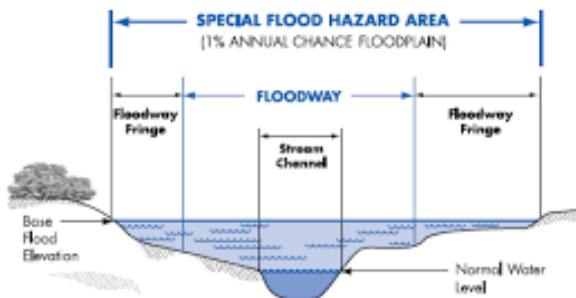 SPECIAL FLOOD HAZARD AREA
(1% ANNUAL CHANCE FLOODPLAIN)
Floodway
Fringe
FLOODWAY
Floodway
Fringe
Stream
Channel
Base
Flood
Elevation
Normal Water
Level